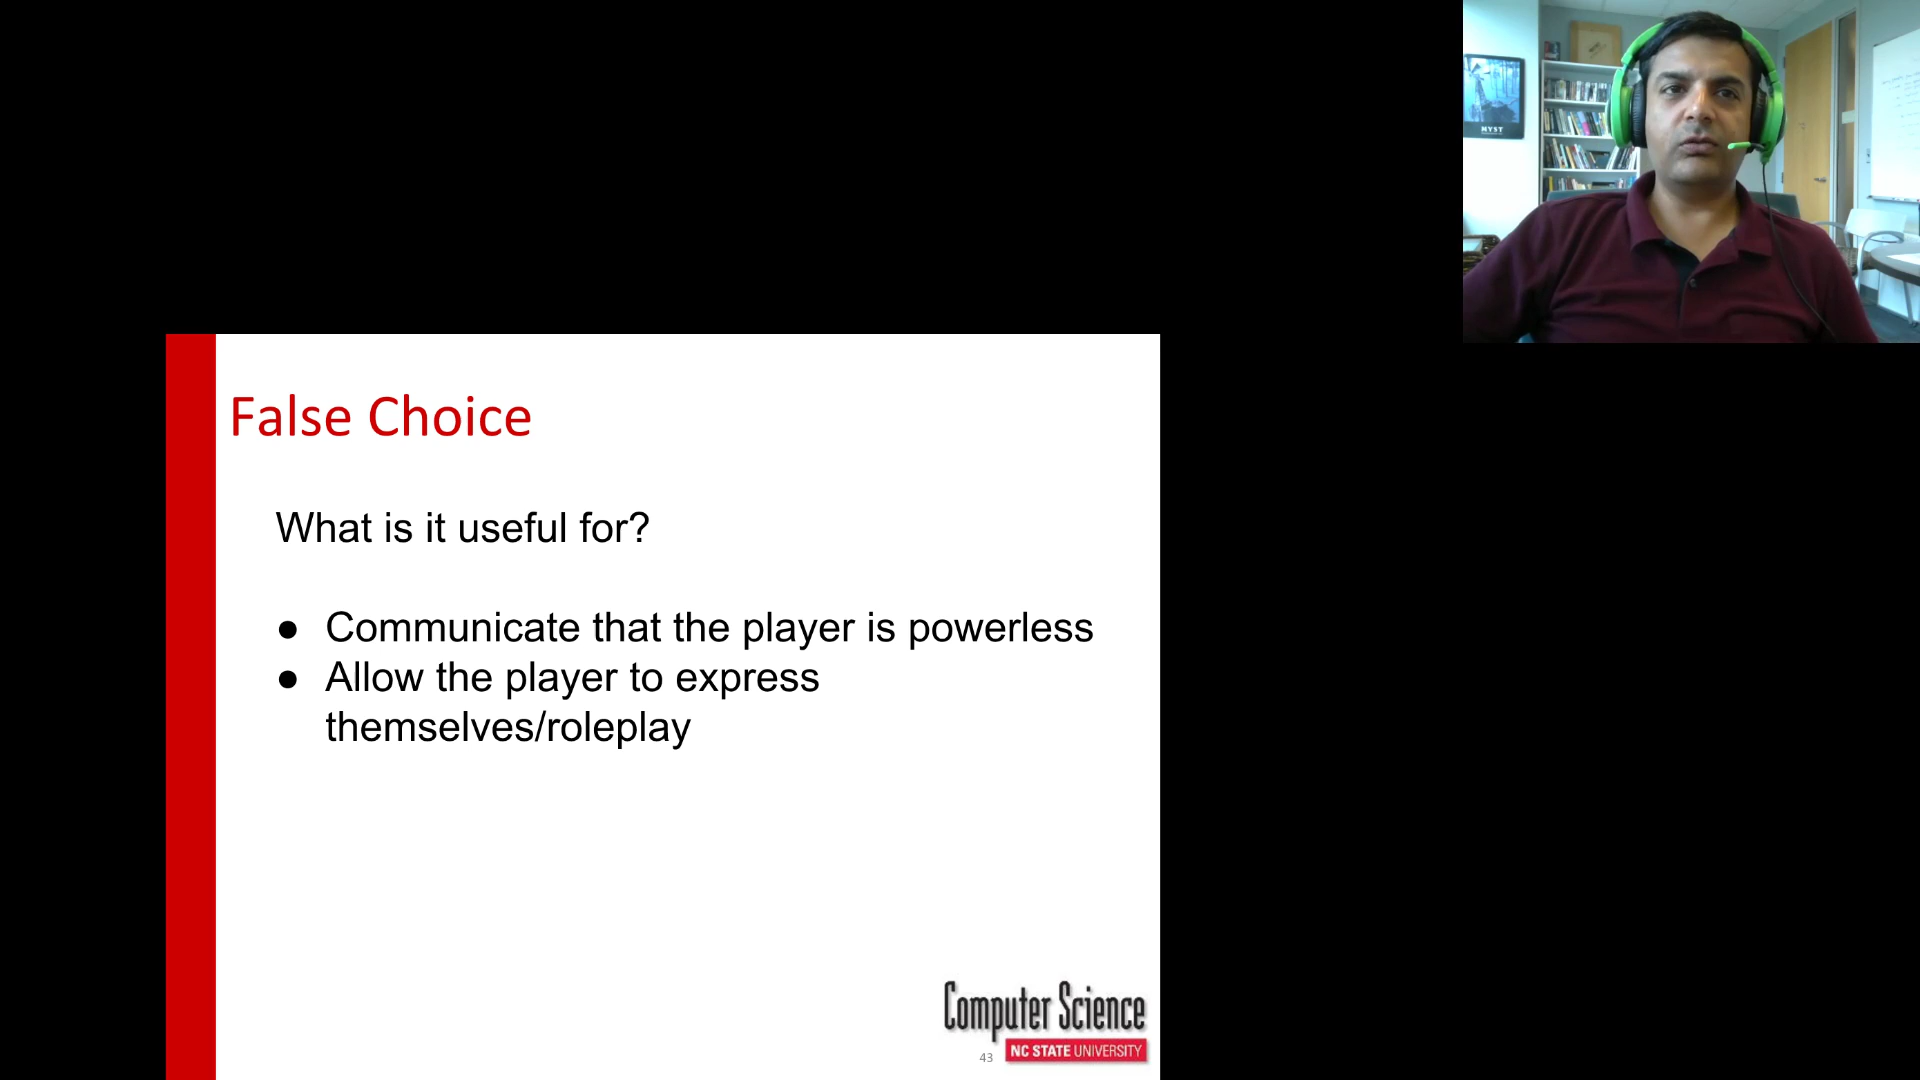 MYST
False Choice
What is it useful for?
● Communicate that the player is powerless
● Allow the player to express
themselves/roleplay
Computer Science
43
NC STATE UNIVERSITY